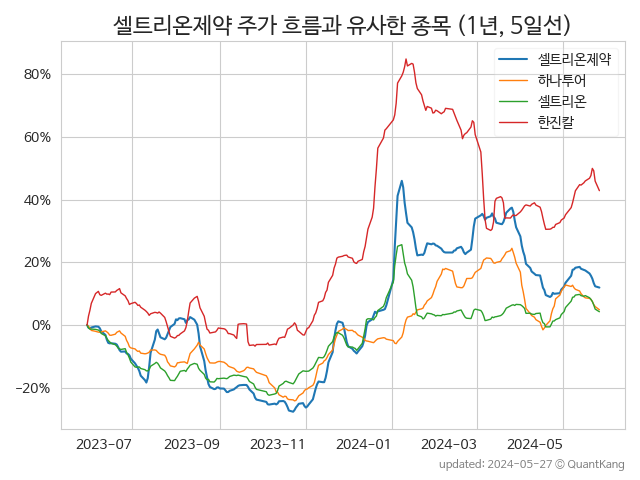 셀트리온제약 주가 흐름과 유사한 종목 (1년, 5일선)
셀트리온제약
하나투어
셀트리온
한진칼
80%
60%
40%
20%
0%
−20%
2023-07 2023-09 2023-11 2024-01 2024-03 2024-05
updated: 2024-05-27 © QuantKang